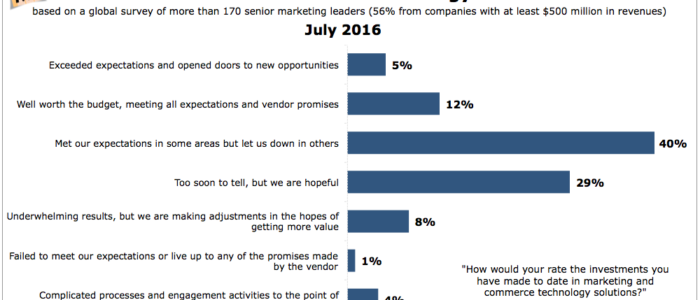 based on a global survey of more than 170 senior marketing leaders (56% from companies with at least $500 million in revenues)
July 2016
Exceeded expectations and opened doors to new opportunities 5%
Well worth the budget, meeting all expectations and vendor promises 12%
Met our expectations in some areas but let us down in others 40%
Too soon to tell, but we are hopeful 29%
Underwhelming results, but we are making adjustments in the hopes of
getting more value 8%
Failed to meet our expectations or live up to any of the promises made
by the vendor 1%
"How would your rate the investments you
have made to date in marketing and
commerce technology solutions?"
Complicated processes and engagement activities to the point of 4%